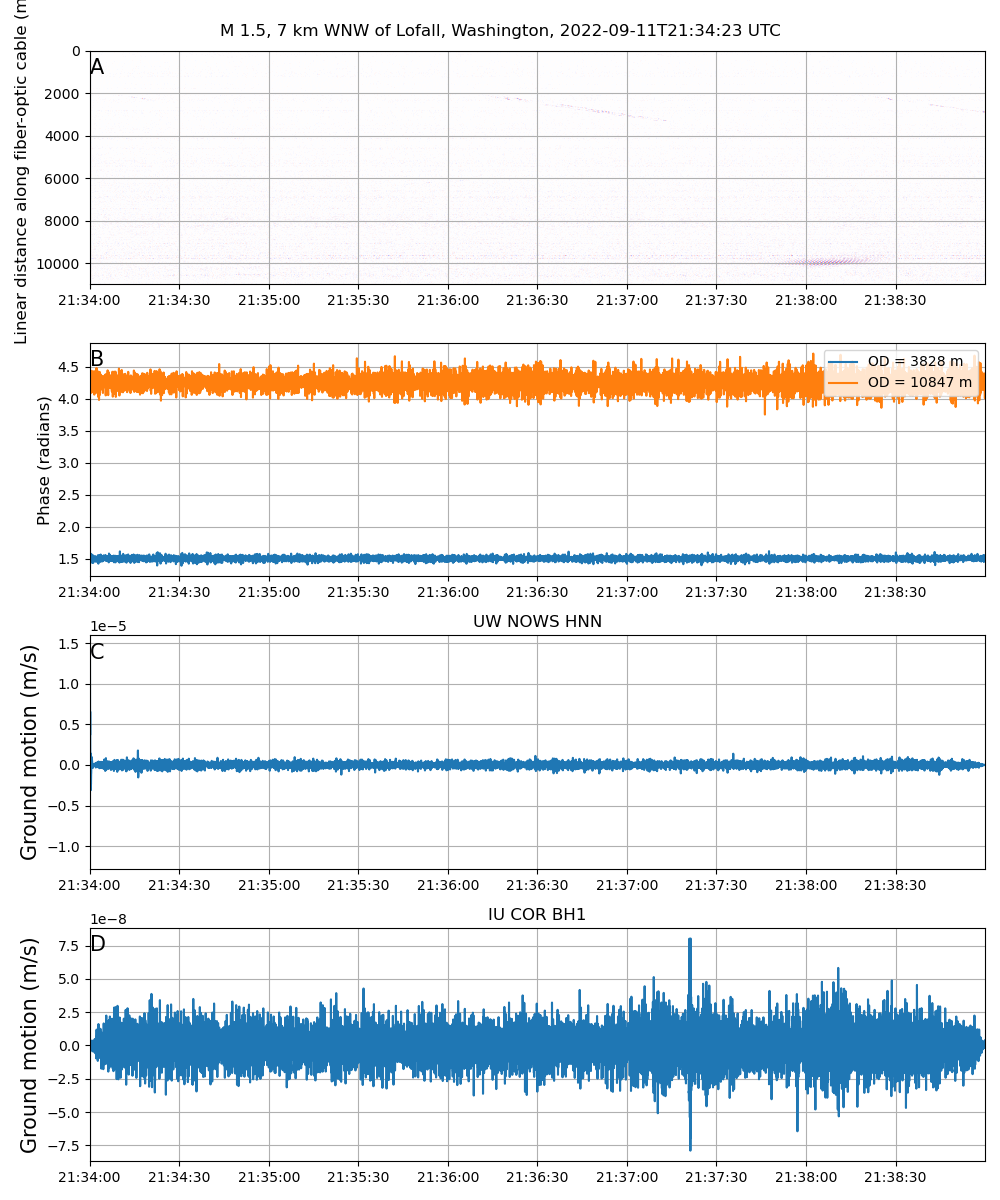 M 1.5, 7 km WNW of Lofall, Washington, 2022-09-11T21:34:23 UTC
A
Linear distance along fiber-optic cable (m
0
2000
4000
6000
8000
10000
21:34:00 21:34:30 21:35:00 21:35:30 21:36:00 21:36:30 21:37:00 21:37:30 21:38:00 21:38:30
B
Phase (radians)
4.5
4.0
3.5
3.0
2.5
2.0
1.5
OD = 3828 m
OD = 10847 m
21:34:00 21:34:30 21:35:00 21:35:30 21:36:00 21:36:30 21:37:00 21:37:30 21:38:00 21:38:30
UW NOWS HNN
1e−5
C
Ground motion (m/s)
1.5
1.0
0.5
0.0
−0.5
−1.0
21:34:00 21:34:30 21:35:00 21:35:30 21:36:00 21:36:30 21:37:00 21:37:30 21:38:00 21:38:30
IU COR BH1
1e−8
D
Ground motion (m/s)
7.5
5.0
2.5
0.0
−2.5
−5.0
−7.5
21:34:00 21:34:30 21:35:00 21:35:30 21:36:00 21:36:30 21:37:00 21:37:30 21:38:00 21:38:30